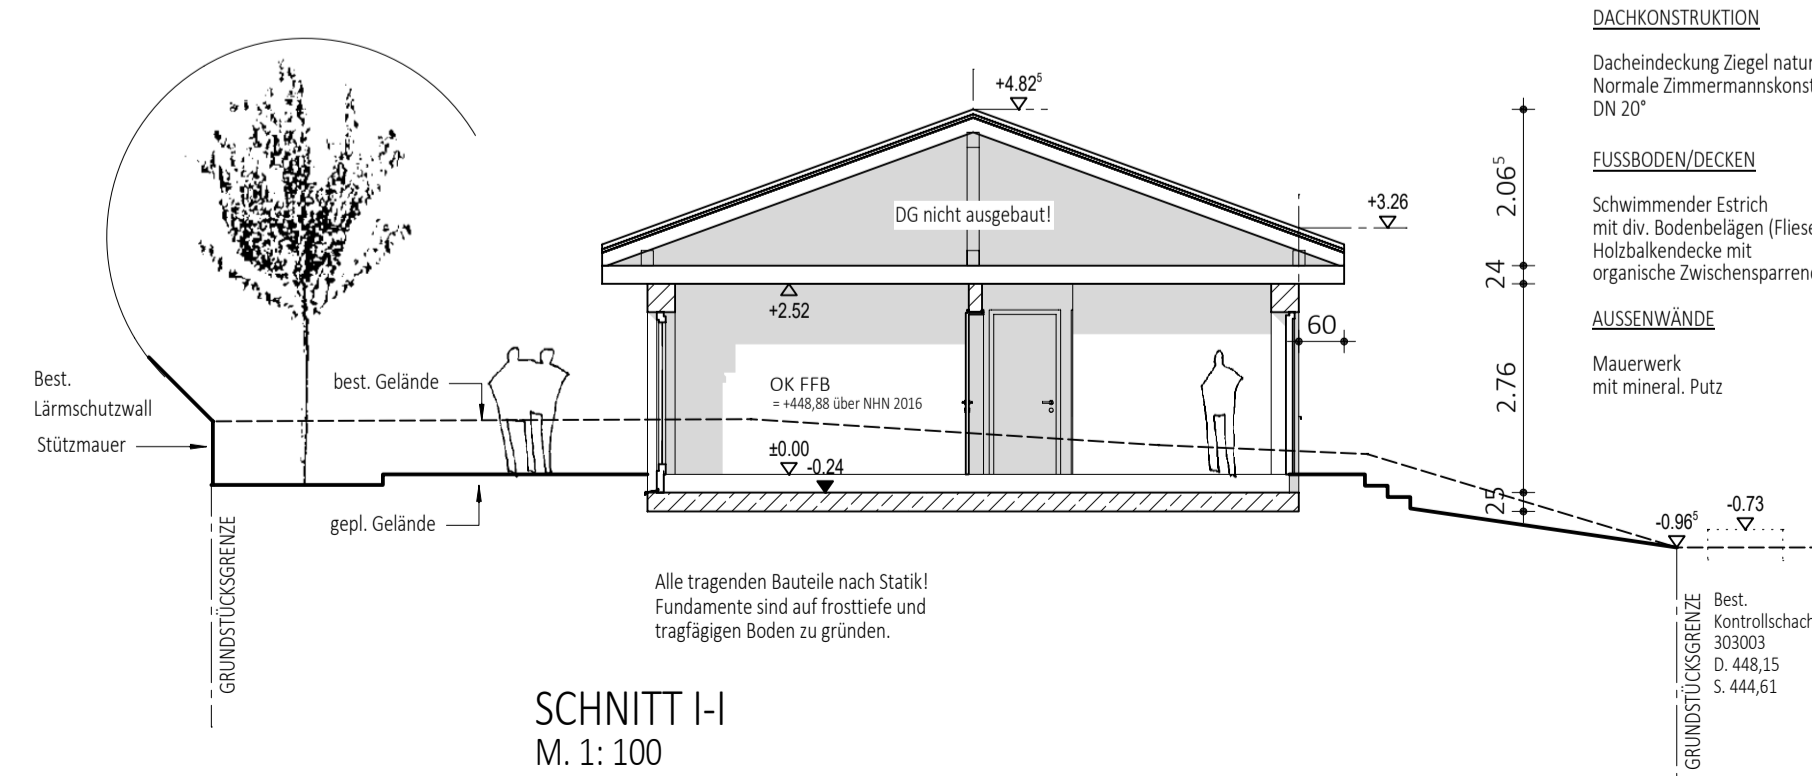 DACHKONSTRUKTION
Dacheindeckung Ziegel natur
Normale Zimmermannskonst
DN 20°
FUSSBODEN/DECKEN
Schwimmender Estrich
mit div. Bodenbelägen (Fliese
Holzbalkendecke mit
organische Zwischensparren
AUSSENWÄNDE
Mauerwerk
mit mineral. Putz
+4.82⁵
+3.26
DG nicht ausgebaut!
+2.52
60
2.06⁵
24
2.76
25
OK FFB
= +448,88 über NHN 2016
±0.00
-0.24
Best.
Lärmschutzwall
Stützmauer
best. Gelände
gepl. Gelände
GRUNDSTÜCKSGRENZE
-0.96⁵
-0.73
GRUNDSTÜCKSGRENZE
Best.
Kontrollschach
303003
D. 448,15
S. 444,61
Alle tragenden Bauteile nach Statik!
Fundamente sind auf frosttiefe und
tragfägigen Boden zu gründen.
SCHNITT I-I
M. 1: 100